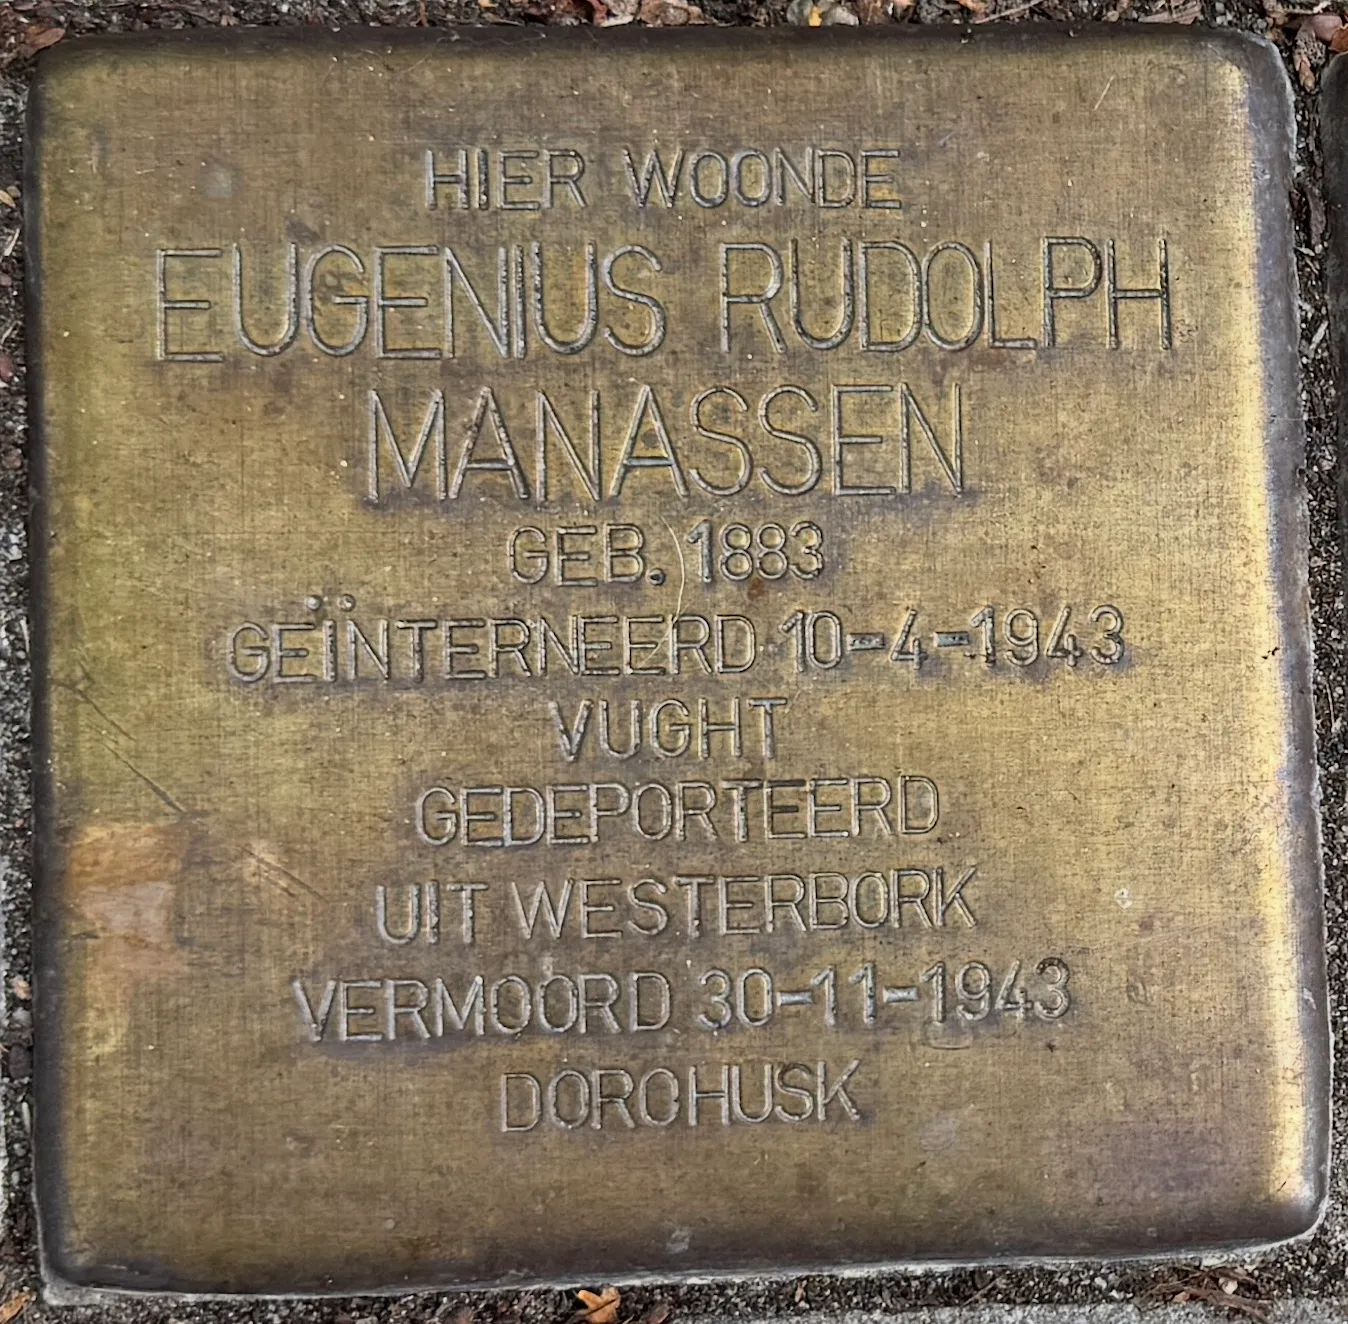 HIER WOONDE
EUGENIUS RUDOLPH
MANASSEN
GEB. 1883
GEÏNTERNEERD 10-4-1943
VUGHT
GEDEPORTEERD
UIT WESTERBORK
VERMOORD 30-11-1943
DOROHUSK